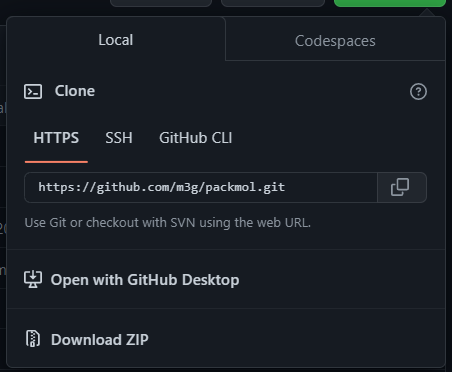 Local
Codespaces
Clone
HTTPS
SSH
GitHub CLI
https://github.com/m3g/packmol.git
Use Git or checkout with SVN using the web URL.
Open with GitHub Desktop
Download ZIP